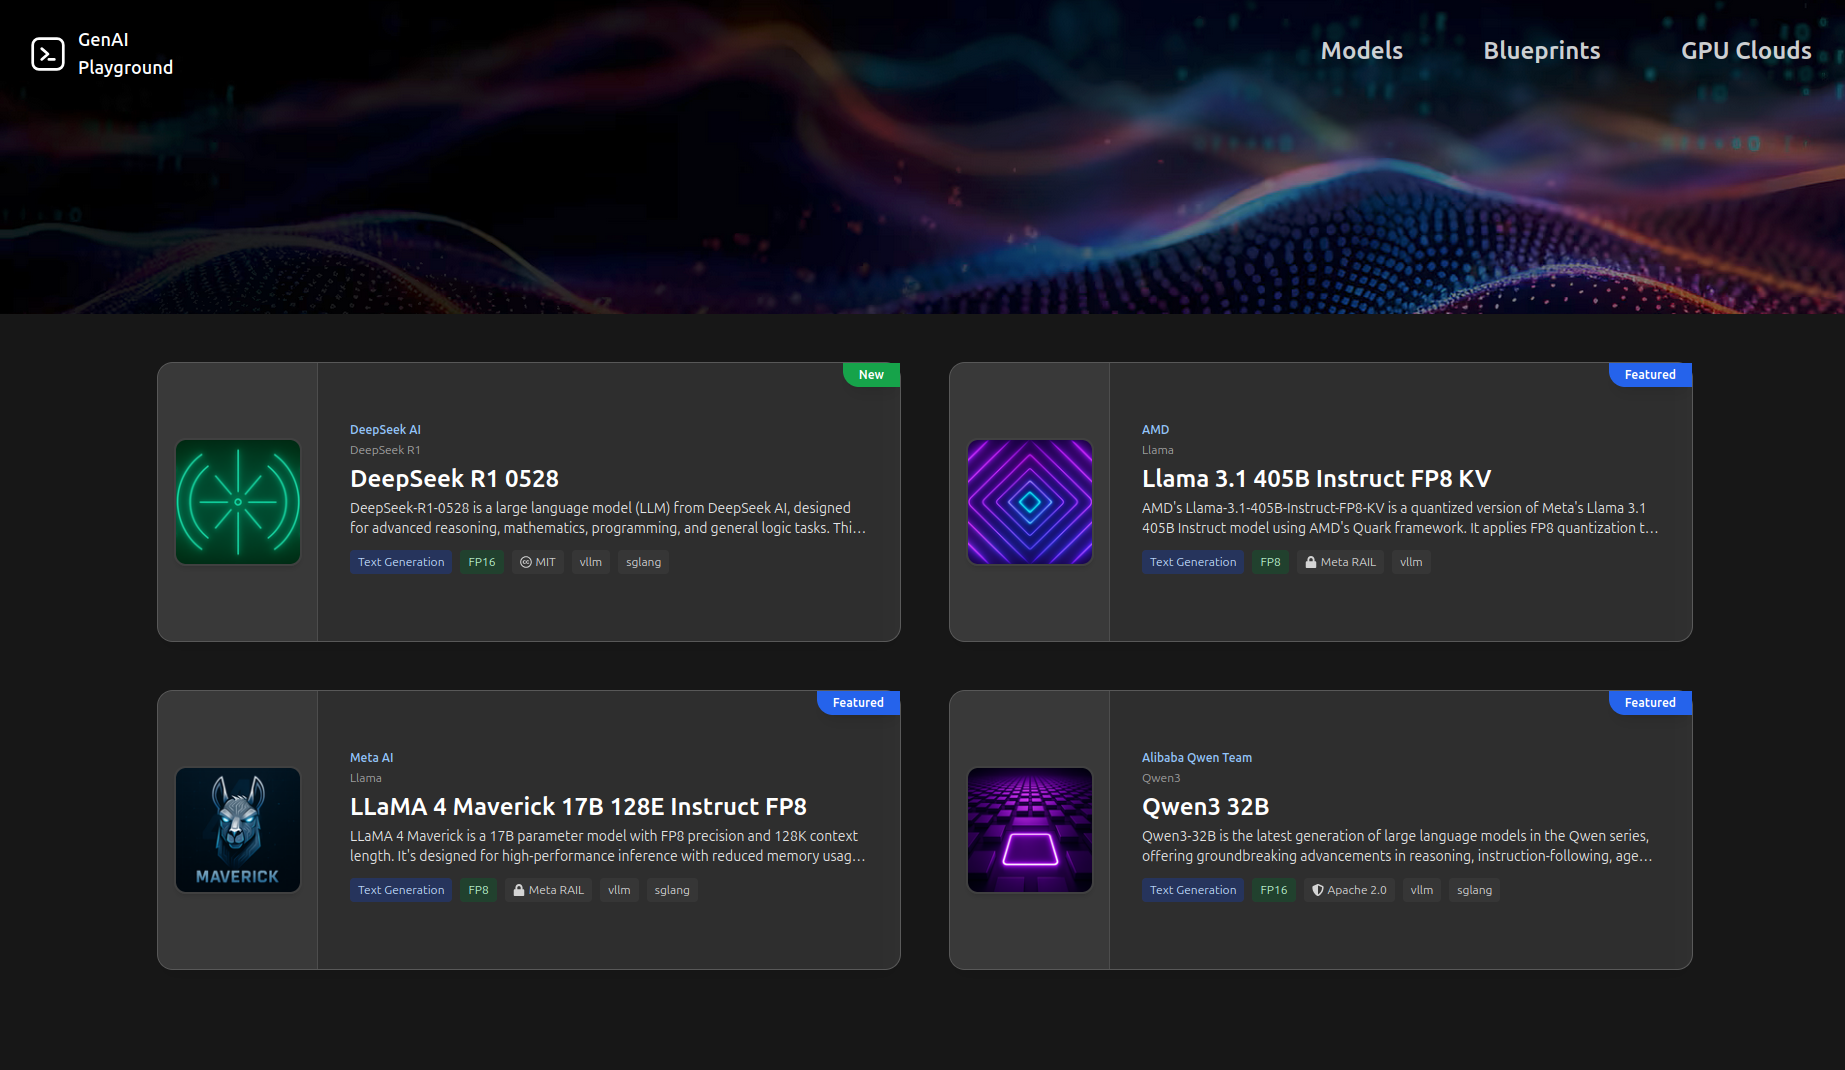 GenAI
Playground
Models
Blueprints
GPU Clouds
New
DeepSeek AI
DeepSeek R1
DeepSeek R1 0528
DeepSeek-R1-0528 is a large language model (LLM) from DeepSeek AI, designed
for advanced reasoning, mathematics, programming, and general logic tasks. Thi…
Text Generation
FP16
MIT
vllm
sglang
Featured
AMD
Llama
Llama 3.1 405B Instruct FP8 KV
AMD's Llama-3.1-405B-Instruct-FP8-KV is a quantized version of Meta's Llama 3.1
405B Instruct model using AMD's Quark framework. It applies FP8 quantization t…
Text Generation
FP8
Meta RAIL
vllm
Featured
MAVERICK
Meta AI
Llama
LLaMA 4 Maverick 17B 128E Instruct FP8
LLaMA 4 Maverick is a 17B parameter model with FP8 precision and 128K context
length. It's designed for high-performance inference with reduced memory usag…
Text Generation
FP8
Meta RAIL
vllm
sglang
Featured
Alibaba Qwen Team
Qwen3
Qwen3 32B
Qwen3-32B is the latest generation of large language models in the Qwen series,
offering groundbreaking advancements in reasoning, instruction-following, age…
Text Generation
FP16
Apache 2.0
vllm
sglang